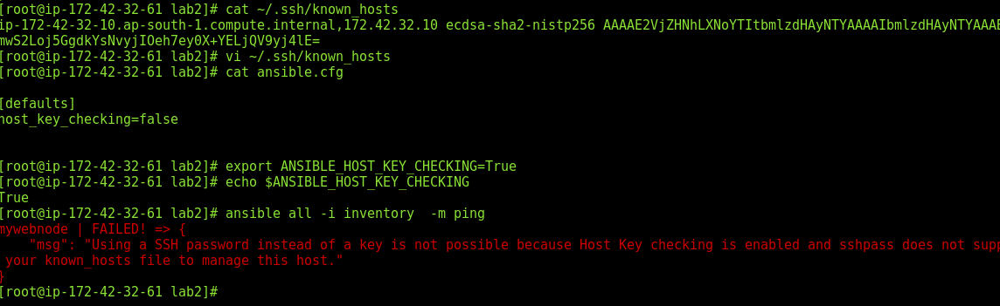 [root@ip-172-42-32-61 lab2]# cat ~/.ssh/known_hosts
ip-172-42-32-10.ap-south-1.compute.internal,172.42.32.10 ecdsa-sha2-nistp256 AAAAE2VjZHNhLXNoYTItbmlzdHAyNTYAAAAIbmlzdHAyNTYAAAB
mwS2Loj5GgdkYsNvyjIOeh7ey0X+YELjQV9yj4lE=
[root@ip-172-42-32-61 lab2]# vi ~/.ssh/known_hosts
[root@ip-172-42-32-61 lab2]# cat ansible.cfg
[defaults]
host_key_checking=false
[root@ip-172-42-32-61 lab2]# export ANSIBLE_HOST_KEY_CHECKING=True
[root@ip-172-42-32-61 lab2]# echo $ANSIBLE_HOST_KEY_CHECKING
True
[root@ip-172-42-32-61 lab2]# ansible all -i inventory  -m ping
mywebnode | FAILED! => {
    "msg": "Using a SSH password instead of a key is not possible because Host Key checking is enabled and sshpass does not supp
 your known_hosts file to manage this host."
}
[root@ip-172-42-32-61 lab2]#